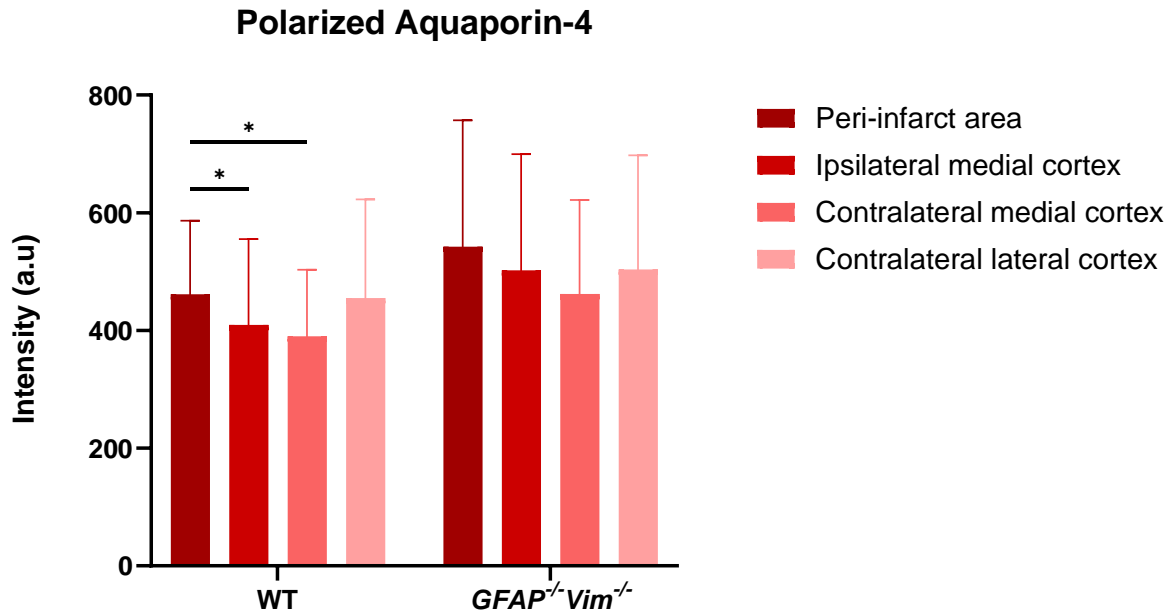 Polarized Aquaporin-4
Intensity (a.u)
800
600
400
200
0
*
*
WT
GFAP⁻/⁻Vim⁻/⁻
Peri-infarct area
Ipsilateral medial cortex
Contralateral medial cortex
Contralateral lateral cortex